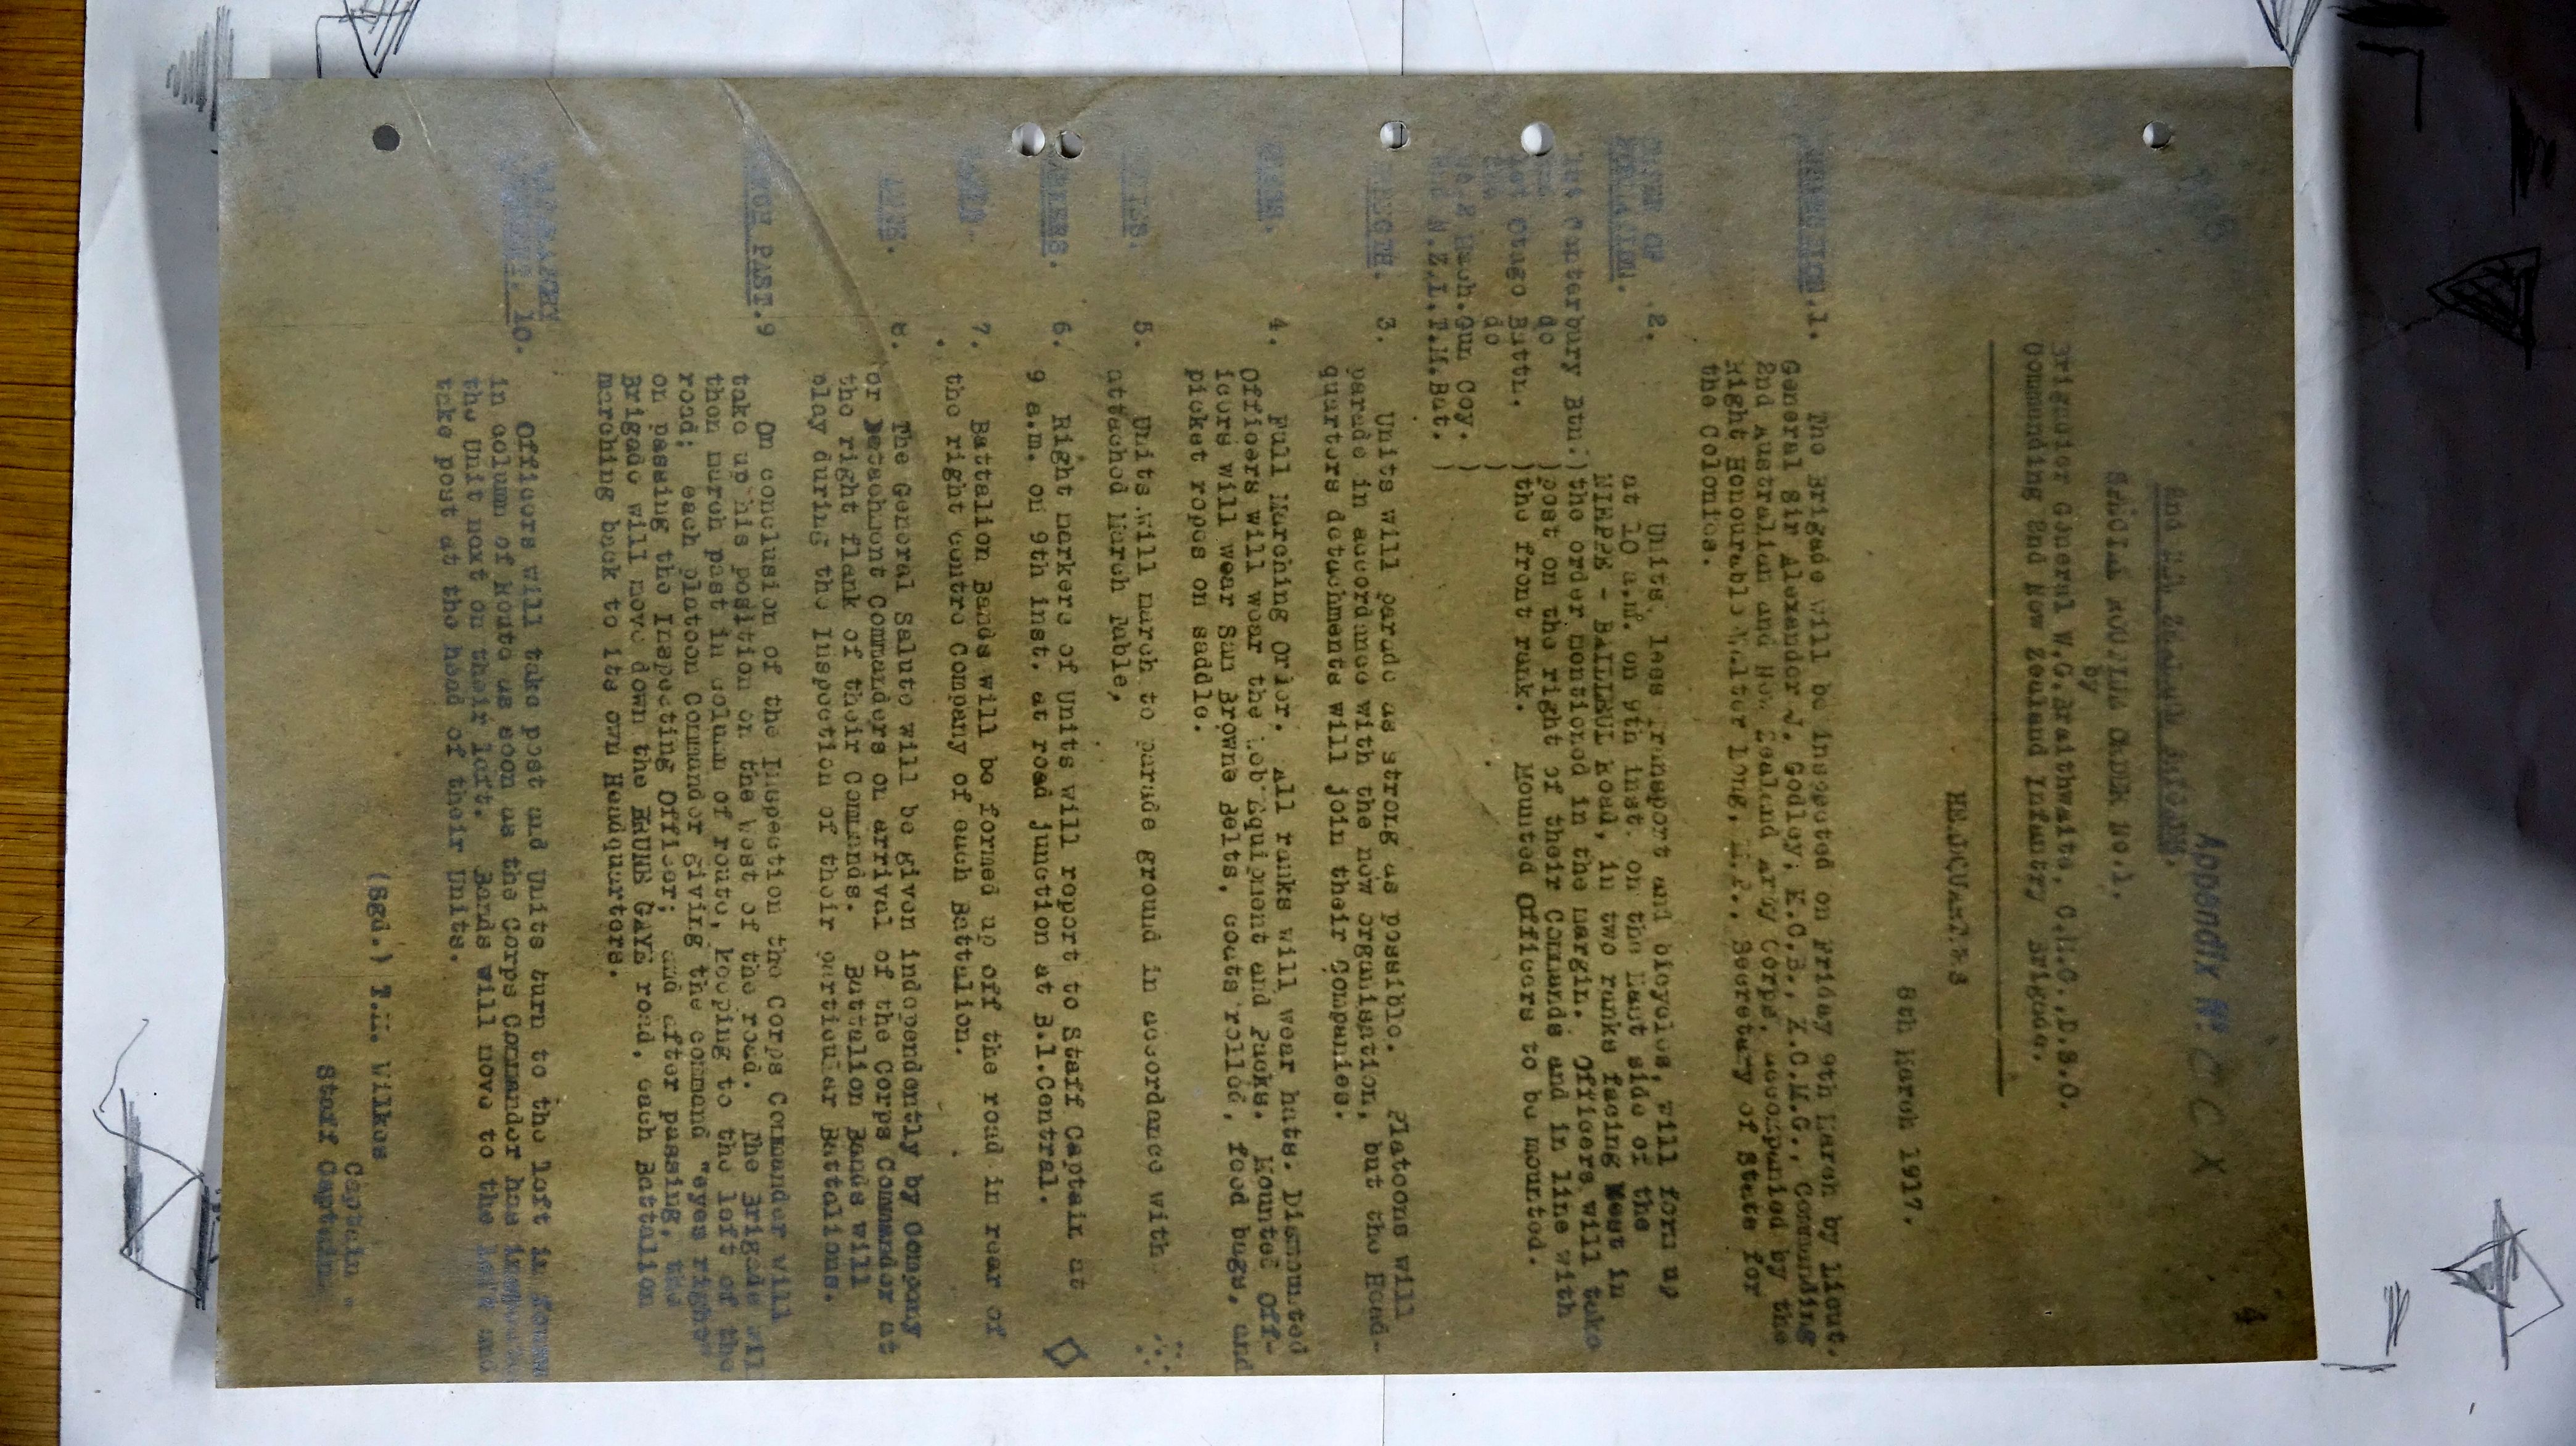 Appendix No. CCX
4
2nd N.Z. Infantry Brigade.
SPECIAL ROUTINE ORDER No.1.
by
Brigadier General W.G.Braithwaite, C.M.G.,D.S.O.
Commanding 2nd New Zealand Infantry Brigade.
HEADQUARTERS
8th March 1917.
INSPECTION.1. The Brigade will be inspected on Friday 9th March by Lieut.
General Sir Alexander J. Godley, K.C.B., K.C.M.G., Commanding
2nd Australian and New Zealand Army Corps, accompanied by the
Right Honourable Walter Long, M.P., Secretary of State for
the Colonies.
2. Units, less Transport and bicycles, will form up
at 10 a.m. on 9th inst. on the East side of the
NIEPPE - BAILLEUL Road, in two ranks facing West in
1st Canterbury Btn.) the order mentioned in the margin. Officers will take
do ) post on the right of their Commands and in line with
1st Otago Battn. ) the front rank. Mounted Officers to be mounted.
do )
Mach.Gun Coy. )
2nd N.Z.L.T.M.Bat. )
3. Units will parade as strong as possible. Platoons will
parade in accordance with the new organisation, but the Head-
quarters detachments will join their Companies.
4. Full Marching Order. All ranks will wear hats. Dismounted
Officers will wear the Web Equipment and Packs. Mounted Off-
icers will wear Sam Browne Belts, coats rolled, feed bags, and
picket ropes on saddle.
5. Units will march to parade ground in accordance with
attached March Table,
MARKERS. 6. Right markers of Units will report to Staff Captain at
9 a.m. on 9th inst. at road junction at B.1.Central.
7. Battalion Bands will be formed up off the road in rear of
the right centre Company of each Battalion.
8. The General Salute will be given independently by Company
or Detachment Commanders on arrival of the Corps Commander at
the right flank of their Commands. Battalion Bands will
play during the Inspection of their particular Battalions.
MARCH PAST.9 On conclusion of the Inspection the Corps Commander will
take up his position on the West of the road. The Brigade will
then march past in column of route, keeping to the left of the
road; each platoon Commander giving the command "eyes right"
on passing the Inspecting Officer; and after passing, the
Brigade will move down the HAUTE GAYE road, each Battalion
marching back to its own Headquarters.
10. Officers will take post and Units turn to the left in fours
in column of Route as soon as the Corps Commander has inspected
the Unit next on their left. Bands will move to the left and
take post at the head of their Units.
(Sgd.) T.M. Wilkes
Captain
Staff Captain.